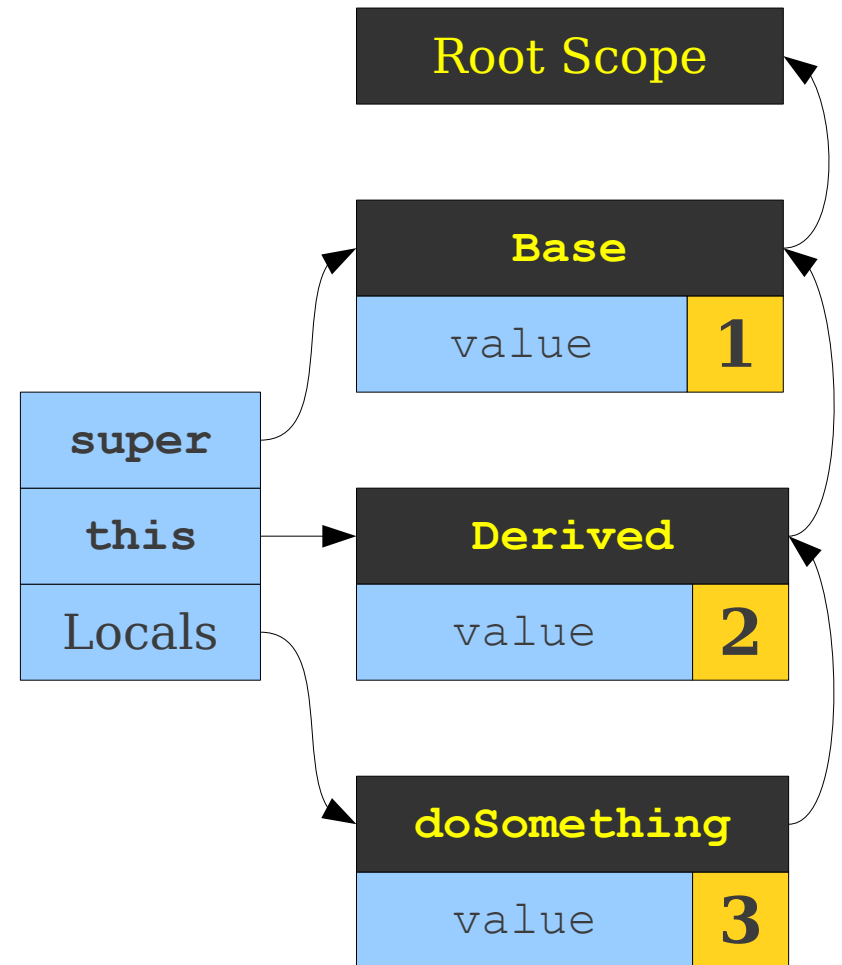 Root Scope
Base
value 1
super
this
Locals
Derived
value 2
doSomething
value 3